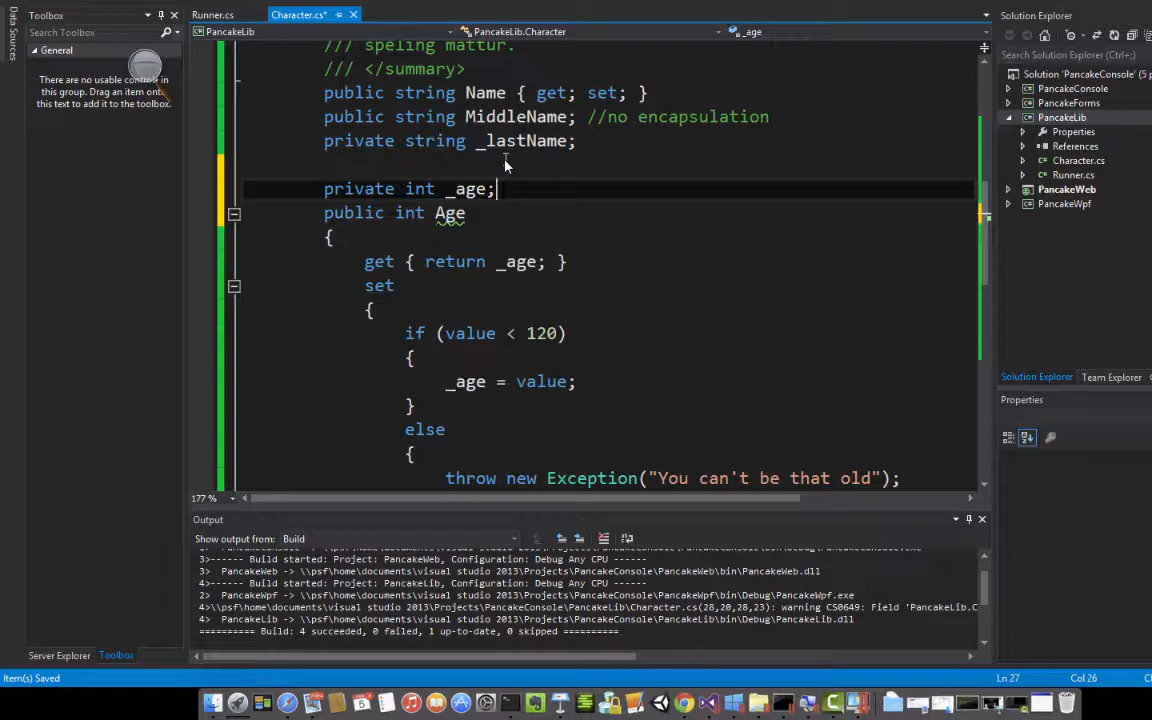 Data Sources
Toolbox
Search Toolbox
General
There are no usable controls in
this group. Drag an item onto
this text to add it to the toolbox.
Server Explorer
Toolbox
Runner.cs
Character.cs*
PancakeLib
PancakeLib.Character
_age
/// speling mattur.
/// </summary>
public string Name { get; set; }
public string MiddleName; //no encapsulation
private string _lastName;
private int _age;
public int Age
{
get { return _age; }
set
{
if (value < 120)
{
_age = value;
}
else
{
throw new Exception("You can't be that old");
177 %
Output
Show output from: Build
3>------ Build started: Project: PancakeWeb, Configuration: Debug Any CPU ------
3>  PancakeWeb -> \\psf\home\documents\visual studio 2013\Projects\PancakeConsole\PancakeWeb\bin\PancakeWeb.dll
4>------ Build started: Project: PancakeLib, Configuration: Debug Any CPU ------
2>  PancakeWpf -> \\psf\home\documents\visual studio 2013\Projects\PancakeConsole\PancakeWpf\bin\Debug\PancakeWpf.exe
4>\\psf\home\documents\visual studio 2013\Projects\PancakeConsole\PancakeLib\Character.cs(28,20,28,23): warning CS0649: Field 'PancakeLib.C
4>  PancakeLib -> \\psf\home\documents\visual studio 2013\Projects\PancakeConsole\PancakeLib\bin\Debug\PancakeLib.dll
========== Build: 4 succeeded, 0 failed, 1 up-to-date, 0 skipped ==========
Solution Explorer
Search Solution Explorer (Ctrl+;)
Solution 'PancakeConsole' (5 p
PancakeConsole
PancakeForms
PancakeLib
Properties
References
Character.cs
Runner.cs
PancakeWeb
PancakeWpf
Solution Explorer
Team Explorer
Properties
Item(s) Saved
Ln 27
Col 26